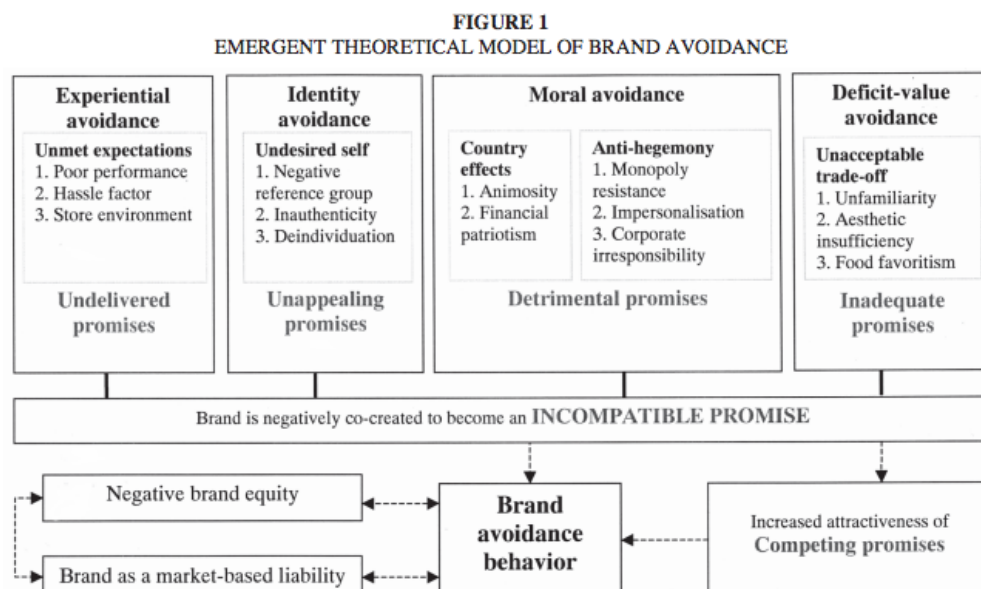 FIGURE 1
EMERGENT THEORETICAL MODEL OF BRAND AVOIDANCE
Experiential
avoidance
Unmet expectations
1. Poor performance
2. Hassle factor
3. Store environment
Undelivered
promises
Identity
avoidance
Undesired self
1. Negative
reference group
2. Inauthenticity
3. Deindividuation
Unappealing
promises
Moral avoidance
Country
effects
1. Animosity
2. Financial
patriotism
Anti-hegemony
1. Monopoly
resistance
2. Impersonalisation
3. Corporate
irresponsibility
Detrimental promises
Deficit-value
avoidance
Unacceptable
trade-off
1. Unfamiliarity
2. Aesthetic
insufficiency
3. Food favoritism
Inadequate
promises
Brand is negatively co-created to become an INCOMPATIBLE PROMISE
Negative brand equity
Brand as a market-based liability
Brand
avoidance
behavior
Increased attractiveness of
Competing promises